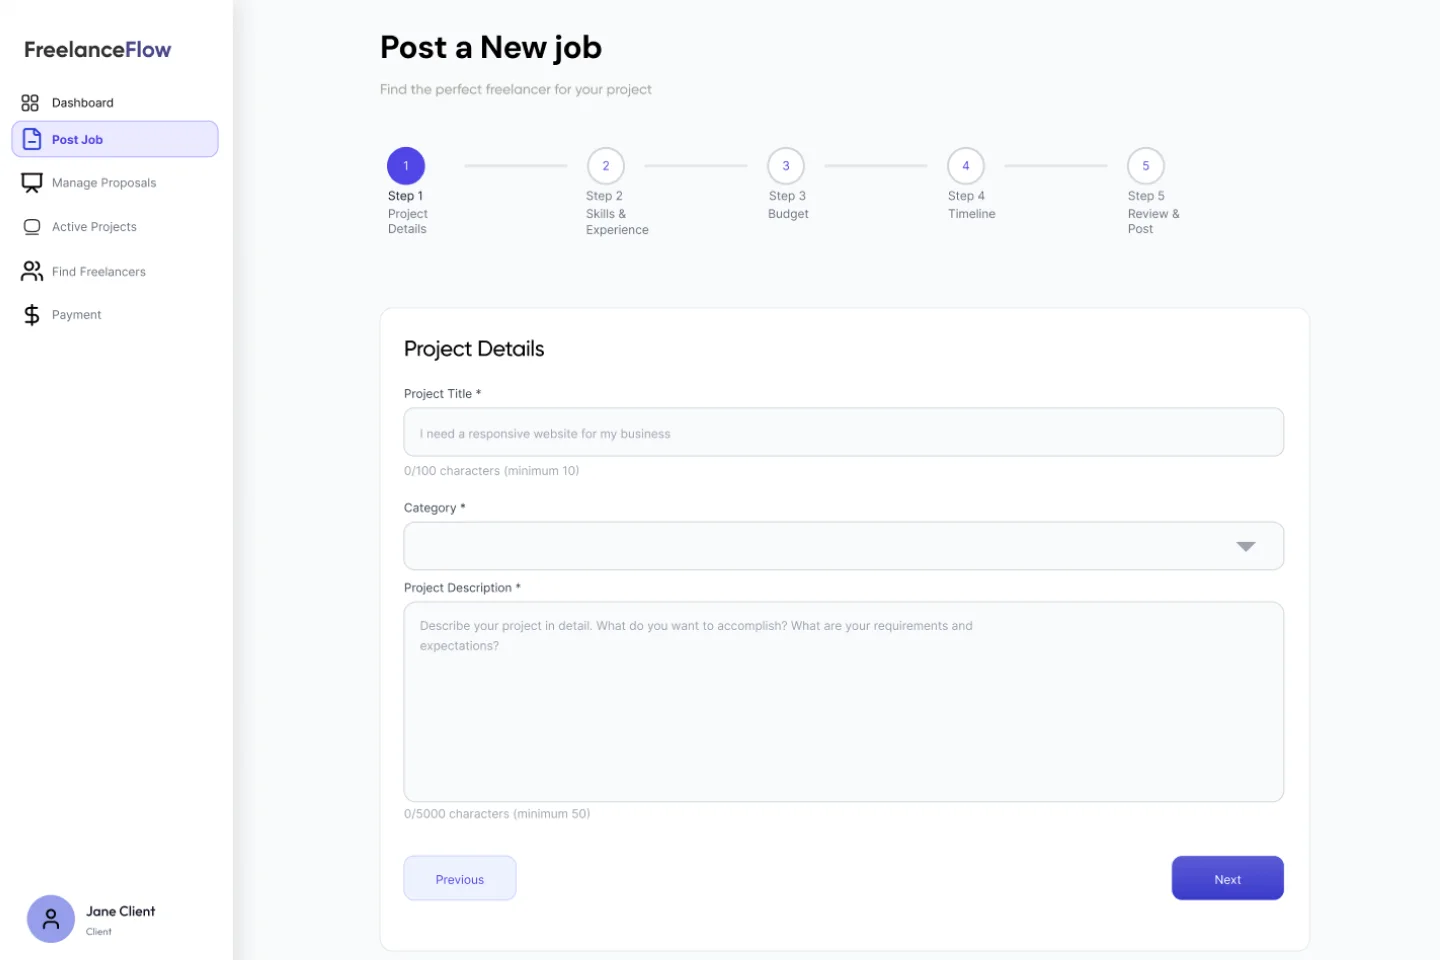 FreelanceFlow
Dashboard
Post Job
Manage Proposals
Active Projects
Find Freelancers
Payment
Jane Client
Client
Post a New job
Find the perfect freelancer for your project
1
Step 1
Project
Details
2
Step 2
Skills &
Experience
3
Step 3
Budget
4
Step 4
Timeline
5
Step 5
Review &
Post
Project Details
Project Title *
I need a responsive website for my business
0/100 characters (minimum 10)
Category *
Project Description *
Describe your project in detail. What do you want to accomplish? What are your requirements and
expectations?
0/5000 characters (minimum 50)
Previous
Next